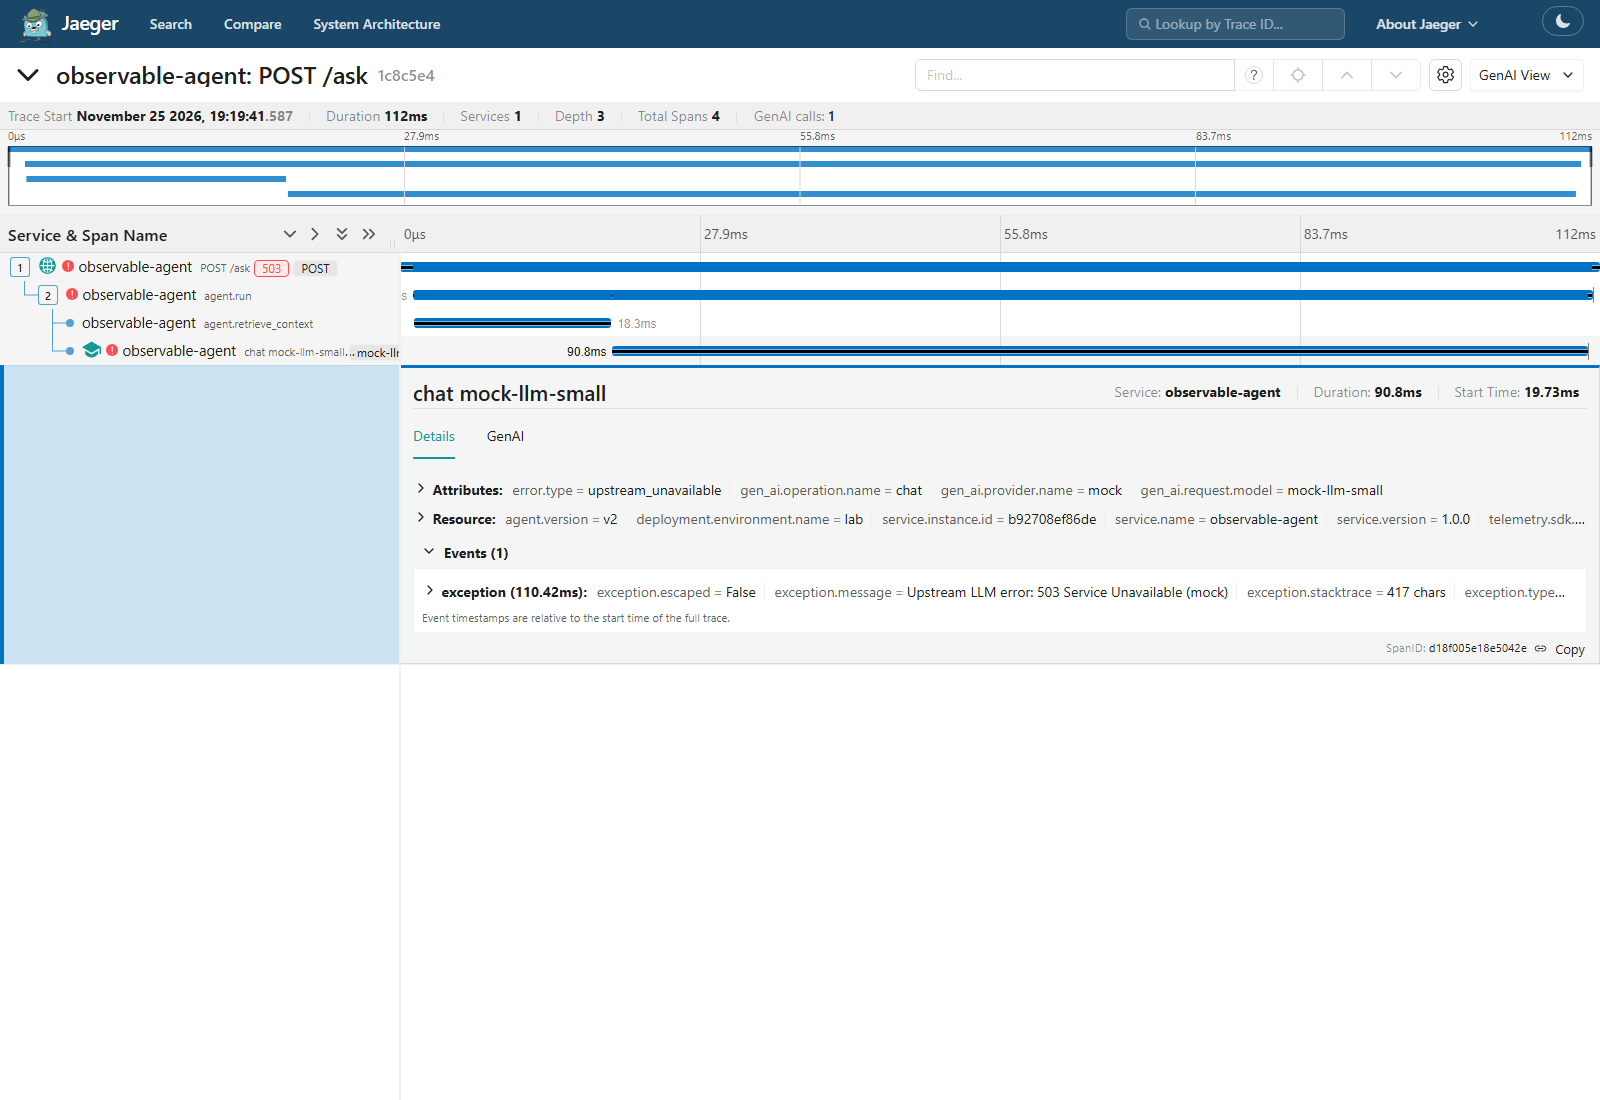 Jaeger Search Compare System Architecture Lookup by Trace ID... About Jaeger
observable-agent: POST /ask 1c8c5e4 Find... ? GenAI View
Trace Start November 25 2026, 19:19:41.587 Duration 112ms Services 1 Depth 3 Total Spans 4 GenAI calls: 1
0μs 27.9ms 55.8ms 83.7ms 112ms
Service & Span Name 0μs 27.9ms 55.8ms 83.7ms 112ms
1 observable-agent POST /ask 503 POST
2 observable-agent agent.run s
observable-agent agent.retrieve_context 18.3ms
observable-agent chat mock-llm-small... mock-llm 90.8ms
chat mock-llm-small Service: observable-agent Duration: 90.8ms Start Time: 19.73ms
Details GenAI
Attributes: error.type = upstream_unavailable gen_ai.operation.name = chat gen_ai.provider.name = mock gen_ai.request.model = mock-llm-small
Resource: agent.version = v2 deployment.environment.name = lab service.instance.id = b92708ef86de service.name = observable-agent service.version = 1.0.0 telemetry.sdk....
Events (1)
exception (110.42ms): exception.escaped = False exception.message = Upstream LLM error: 503 Service Unavailable (mock) exception.stacktrace = 417 chars exception.type...
Event timestamps are relative to the start time of the full trace.
SpanID: d18f005e18e5042e Copy